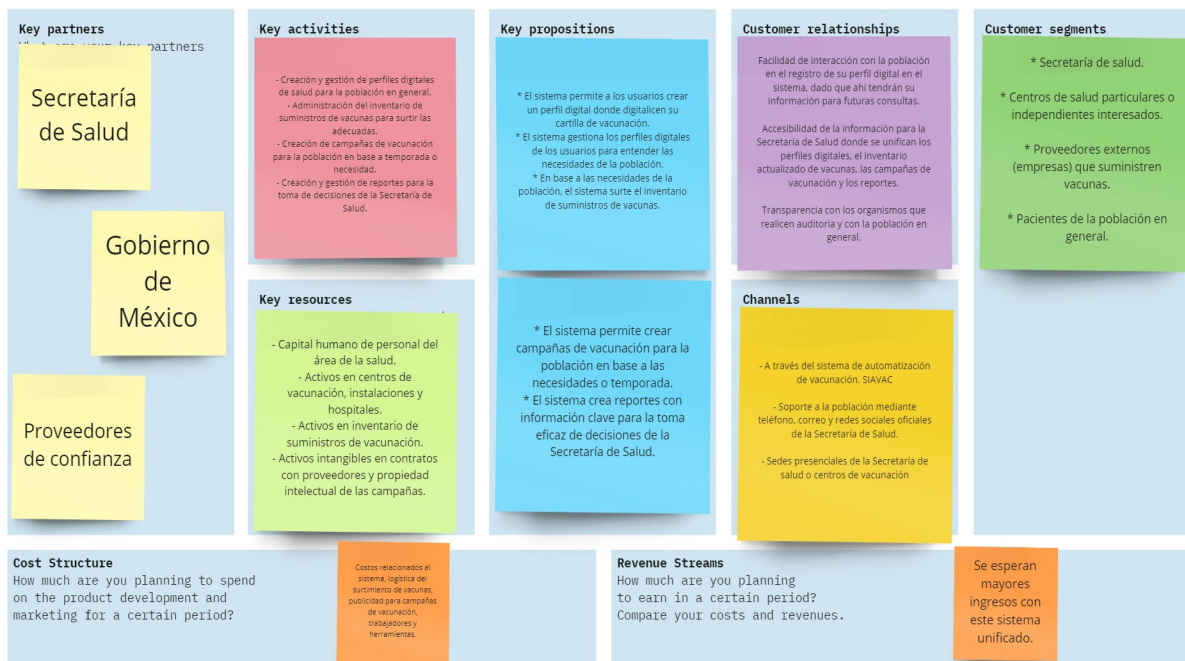 Key partners
What are your key partners
Secretaría
de Salud
Gobierno
de
México
Proveedores
de confianza
Key activities
- Creación y gestión de perfiles digitales
de salud para la población en general.
- Administración del inventario de
suministros de vacunas para surtir las
adecuadas.
- Creación de campañas de vacunación
para la población en base a temporada o
necesidad.
- Creación y gestión de reportes para la
toma de decisiones de la Secretaría de
Salud.
Key resources
- Capital humano de personal del
área de la salud.
- Activos en centros de
vacunación, instalaciones y
hospitales.
- Activos en inventario de
suministros de vacunación.
- Activos intangibles en contratos
con proveedores y propiedad
intelectual de las campañas.
Key propositions
* El sistema permite a los usuarios crear
un perfil digital donde digitalicen su
cartilla de vacunación.
* El sistema gestiona los perfiles digitales
de los usuarios para entender las
necesidades de la población.
* En base a las necesidades de la
población, el sistema surte el inventario
de suministros de vacunas.
* El sistema permite crear
campañas de vacunación para la
población en base a las
necesidades o temporada.
* El sistema crea reportes con
información clave para la toma
eficaz de decisiones de la
Secretaría de Salud.
Customer relationships
Facilidad de interacción con la población
en el registro de su perfil digital en el
sistema, dado que ahí tendrán su
información para futuras consultas.
Accesibilidad de la información para la
Secretaría de Salud donde se unifican los
perfiles digitales, el inventario
actualizado de vacunas, las campañas de
vacunación y los reportes.
Transparencia con los organismos que
realicen auditoria y con la población en
general.
Channels
- A través del sistema de automatización
de vacunación. SIAVAC
- Soporte a la población mediante
teléfono, correo y redes sociales oficiales
de la Secretaría de Salud.
- Sedes presenciales de la Secretaría de
salud o centros de vacunación
Customer segments
* Secretaría de salud.
* Centros de salud particulares o
independientes interesados.
* Proveedores externos
(empresas) que suministren
vacunas.
* Pacientes de la población en
general.
Cost Structure
How much are you planning to spend
on the product development and
marketing for a certain period?
Costos relacionados al
sistema, logística del
surtimiento de vacunas,
publicidad para campañas
de vacunación,
trabajadores y
herramientas.
Revenue Streams
How much are you planning
to earn in a certain period?
Compare your costs and revenues.
Se esperan
mayores
ingresos con
este sistema
unificado.